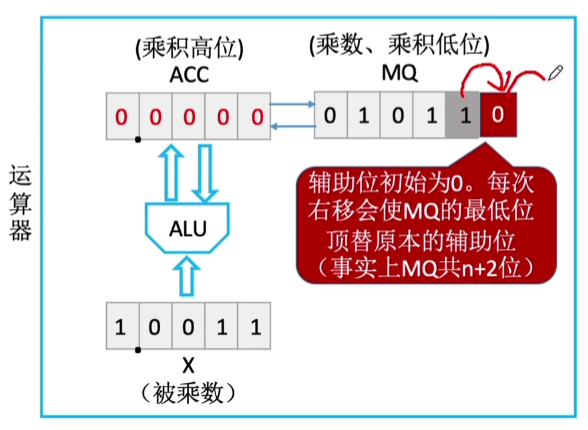 (乘积高位)
(乘数、乘积低位)
ACC
MQ
0 0 0 0 0
0 1 0 1 1 0
运算器
辅助位初始为0。每次
右移会使MQ的最低位
顶替原本的辅助位
（事实上MQ共n+2位）
ALU
1 0 0 1 1
X
（被乘数）